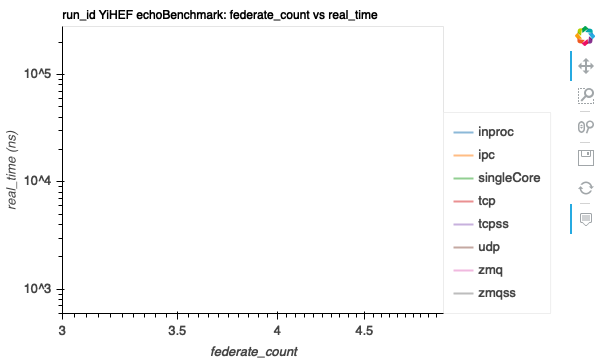 run_id YiHEF echoBenchmark: federate_count vs real_time
10^5
10^4
10^3
real_time (ns)
3
3.5
4
4.5
federate_count
inproc
ipc
singleCore
tcp
tcpss
udp
zmq
zmqss